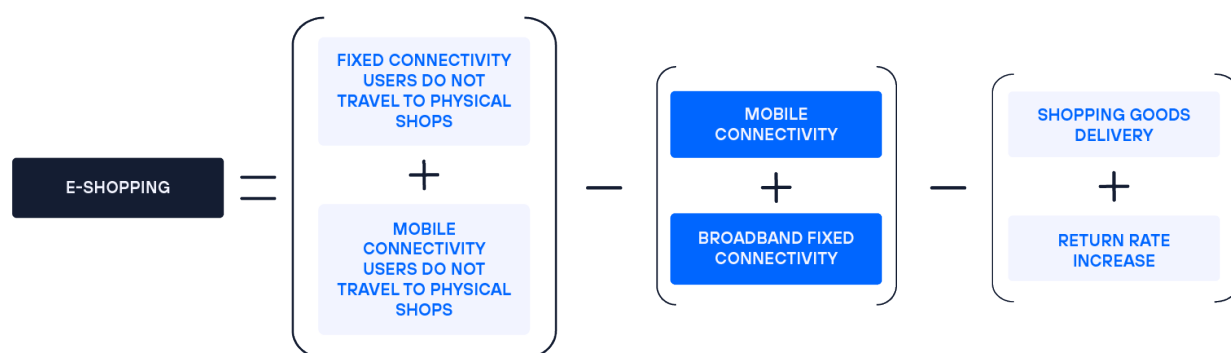 E-SHOPPING
=
FIXED CONNECTIVITY
USERS DO NOT
TRAVEL TO PHYSICAL
SHOPS
+
MOBILE
CONNECTIVITY
USERS DO NOT
TRAVEL TO PHYSICAL
SHOPS
−
MOBILE
CONNECTIVITY
+
BROADBAND FIXED
CONNECTIVITY
−
SHOPPING GOODS
DELIVERY
+
RETURN RATE
INCREASE